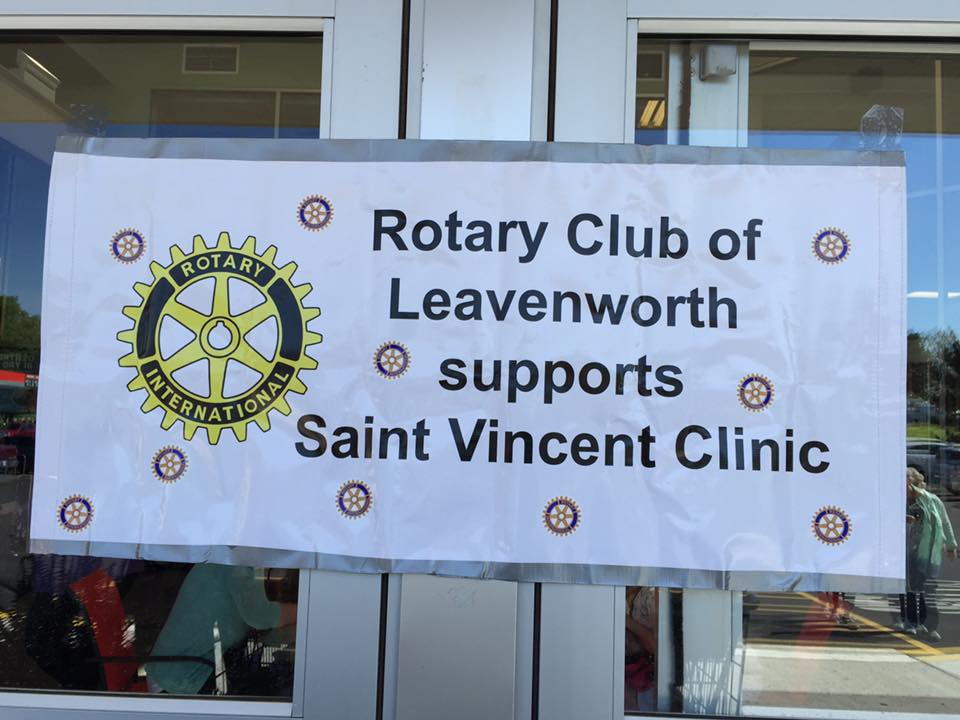 ROTARY
INTERNATIONAL
Rotary Club of
Leavenworth
supports
Saint Vincent Clinic